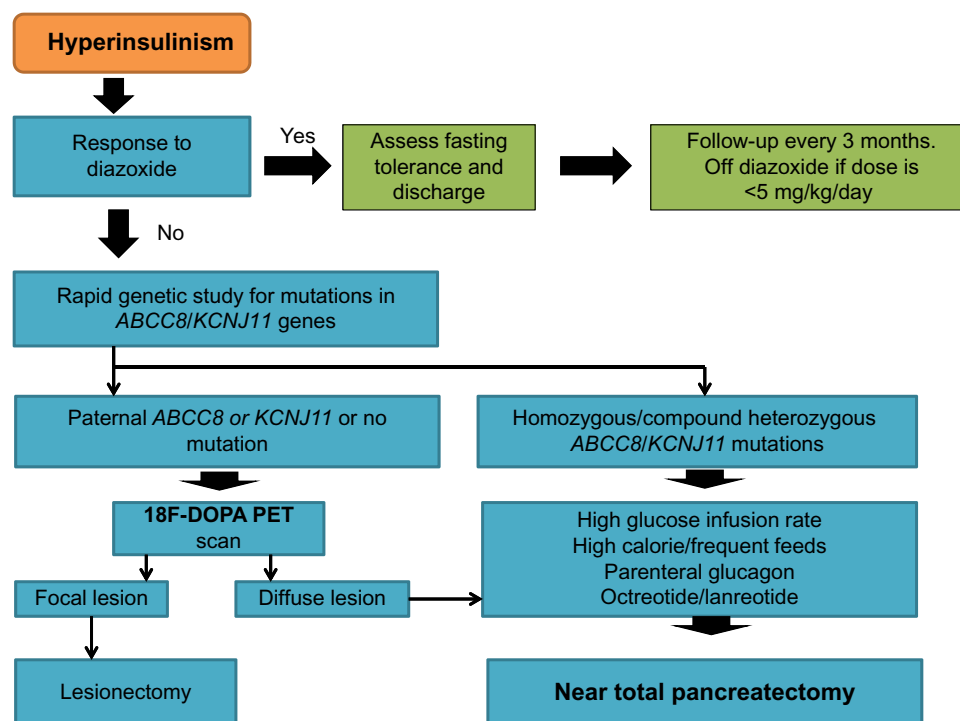 Hyperinsulinism
Response to
diazoxide
Yes
Assess fasting
tolerance and
discharge
Follow-up every 3 months.
Off diazoxide if dose is
<5 mg/kg/day
No
Rapid genetic study for mutations in
ABCC8/KCNJ11 genes
Paternal ABCC8 or KCNJ11 or no
mutation
Homozygous/compound heterozygous
ABCC8/KCNJ11 mutations
18F-DOPA PET
scan
High glucose infusion rate
High calorie/frequent feeds
Parenteral glucagon
Octreotide/lanreotide
Focal lesion
Diffuse lesion
Lesionectomy
Near total pancreatectomy